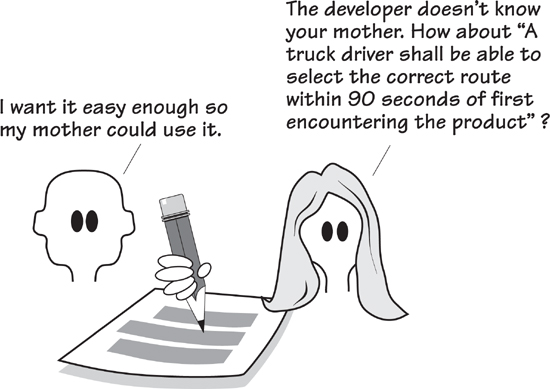 I want it easy enough so
my mother could use it.
The developer doesn't know
your mother. How about "A
truck driver shall be able to
select the correct route
within 90 seconds of first
encountering the product" ?